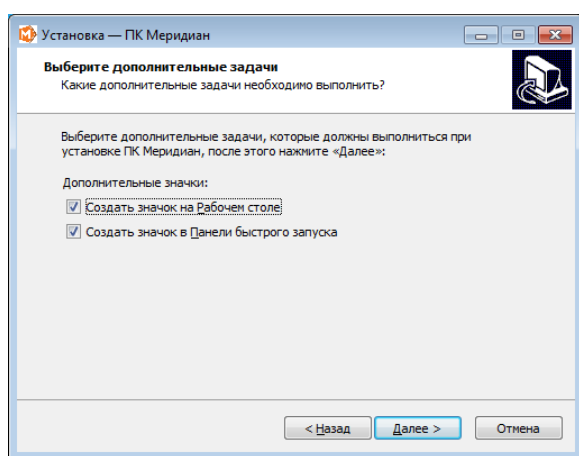 Установка — ПК Меридиан
Выберите дополнительные задачи
Какие дополнительные задачи необходимо выполнить?
Выберите дополнительные задачи, которые должны выполниться при
установке ПК Меридиан, после этого нажмите «Далее»:
Дополнительные значки:
Создать значок на Рабочем столе
Создать значок в Панели быстрого запуска
< Назад Далее > Отмена